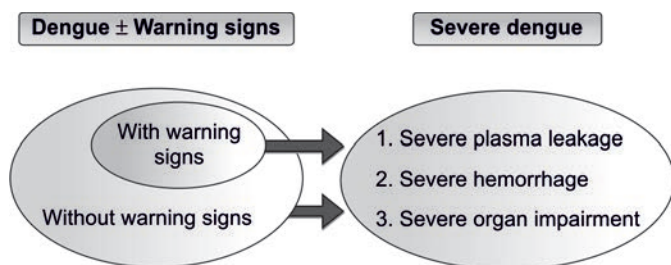 Dengue ± Warning signs
Severe dengue
With warning
signs
Without warning signs
1. Severe plasma leakage
2. Severe hemorrhage
3. Severe organ impairment